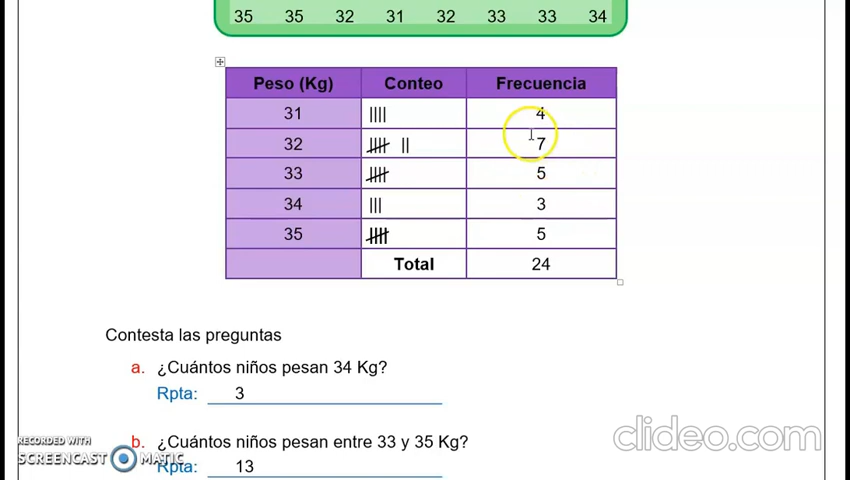 35 35 32 31 32 33 33 34
Peso (Kg) Conteo Frecuencia
31 |||| 4
32 |||| || 7
33 |||| 5
34 ||| 3
35 |||| 5
Total 24
Contesta las preguntas
a. ¿Cuántos niños pesan 34 Kg?
Rpta: 3
b. ¿Cuántos niños pesan entre 33 y 35 Kg?
Rpta: 13
RECORDED WITH
SCREENCAST MATIC
clideo.com